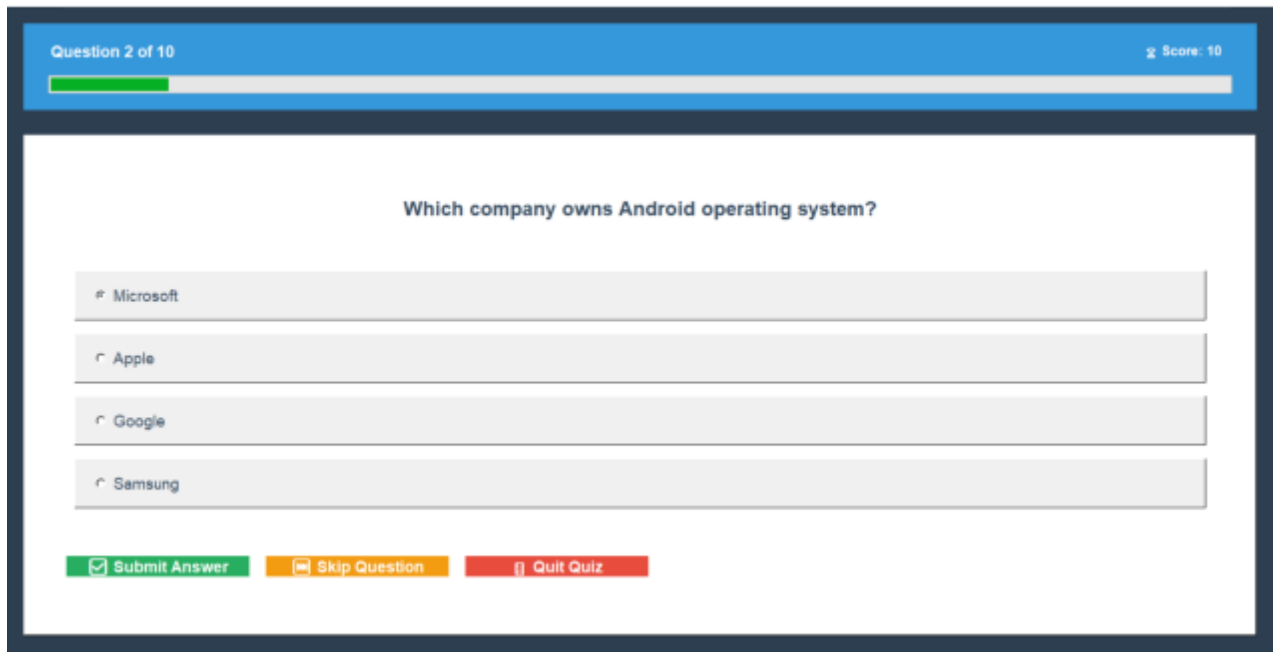 Question 2 of 10
Score: 10
Which company owns Android operating system?
Microsoft
Apple
Google
Samsung
Submit Answer
Skip Question
Quit Quiz